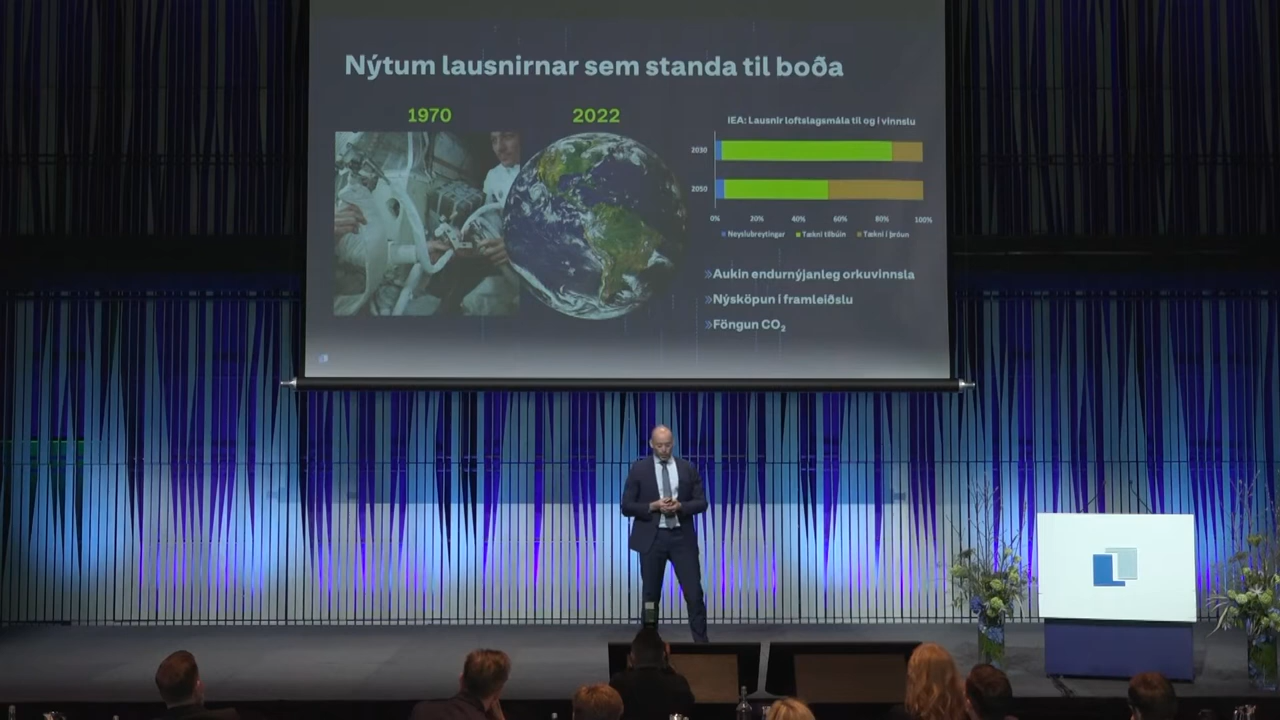 Nýtum lausnirnar sem standa til boða
1970
2022
IEA: Lausnir loftslagsmála til og í vinnslu
2030
2050
0% 20% 40% 60% 80% 100%
Neyslubreytingar Tækni tilbúin Tækni í þróun
»Aukin endurnýjanleg orkuvinnsla
»Nýsköpun í framleiðslu
»Föngun CO₂